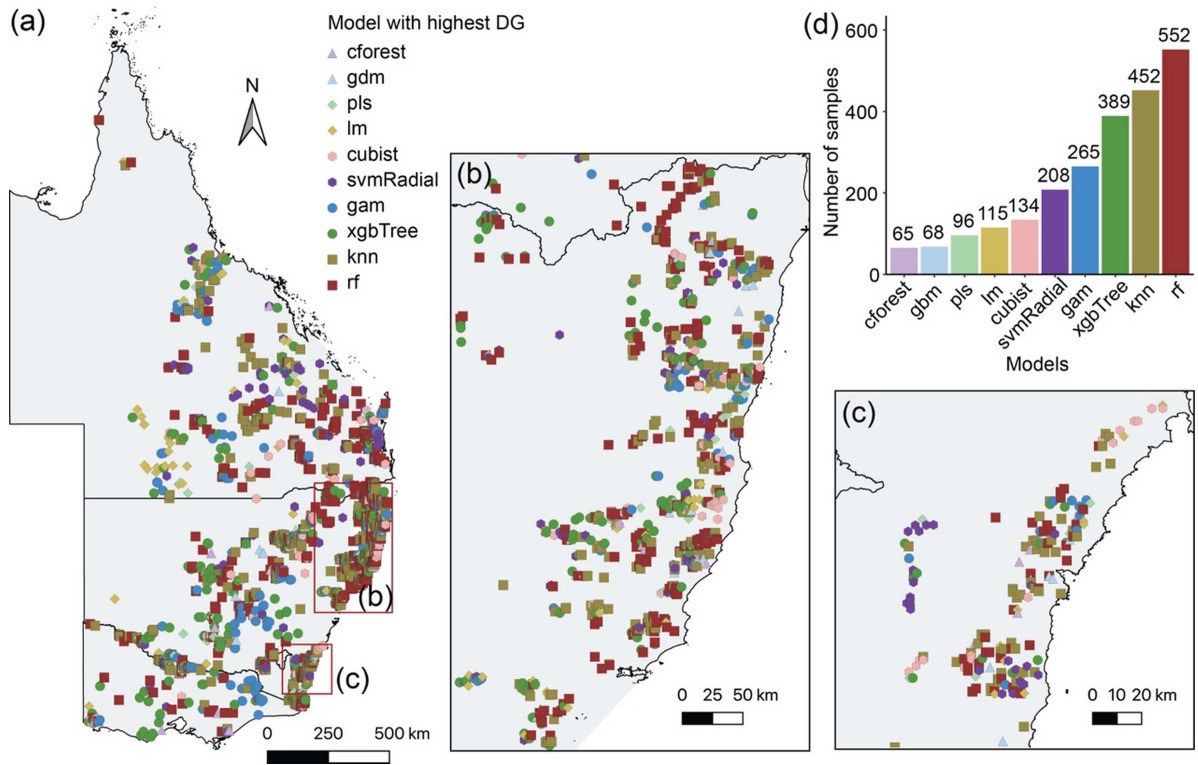 (a)
Model with highest DG
cforest
gdm
pls
lm
cubist
svmRadial
gam
xgbTree
knn
rf
N
(b)
(c)
0 250 500 km
(b)
0 25 50 km
(d)
Number of samples
600
400
200
0
65 68 96 115 134 208 265 389 452 552
cforest gbm pls lm cubist svmRadial gam xgbTree knn rf
Models
(c)
0 10 20 km